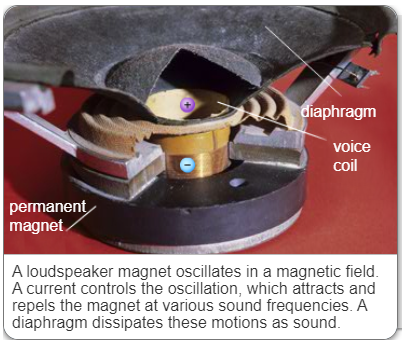 +
diaphragm
voice
coil
−
permanent
magnet
A loudspeaker magnet oscillates in a magnetic field.
A current controls the oscillation, which attracts and
repels the magnet at various sound frequencies. A
diaphragm dissipates these motions as sound.